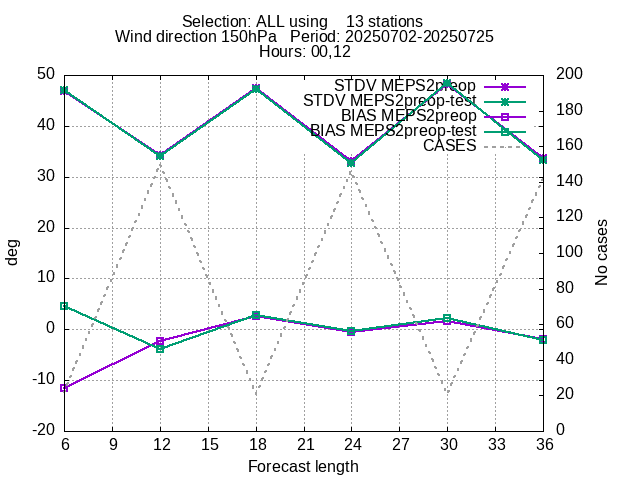 Selection: ALL using 13 stations
Wind direction 150hPa Period: 20250702-20250725
Hours: 00,12
STDV MEPS2preop
STDV MEPS2preop-test
BIAS MEPS2preop
BIAS MEPS2preop-test
CASES
50
40
30
20
10
0
-10
-20
deg
200
180
160
140
120
100
80
60
40
20
0
No cases
6 9 12 15 18 21 24 27 30 33 36
Forecast length